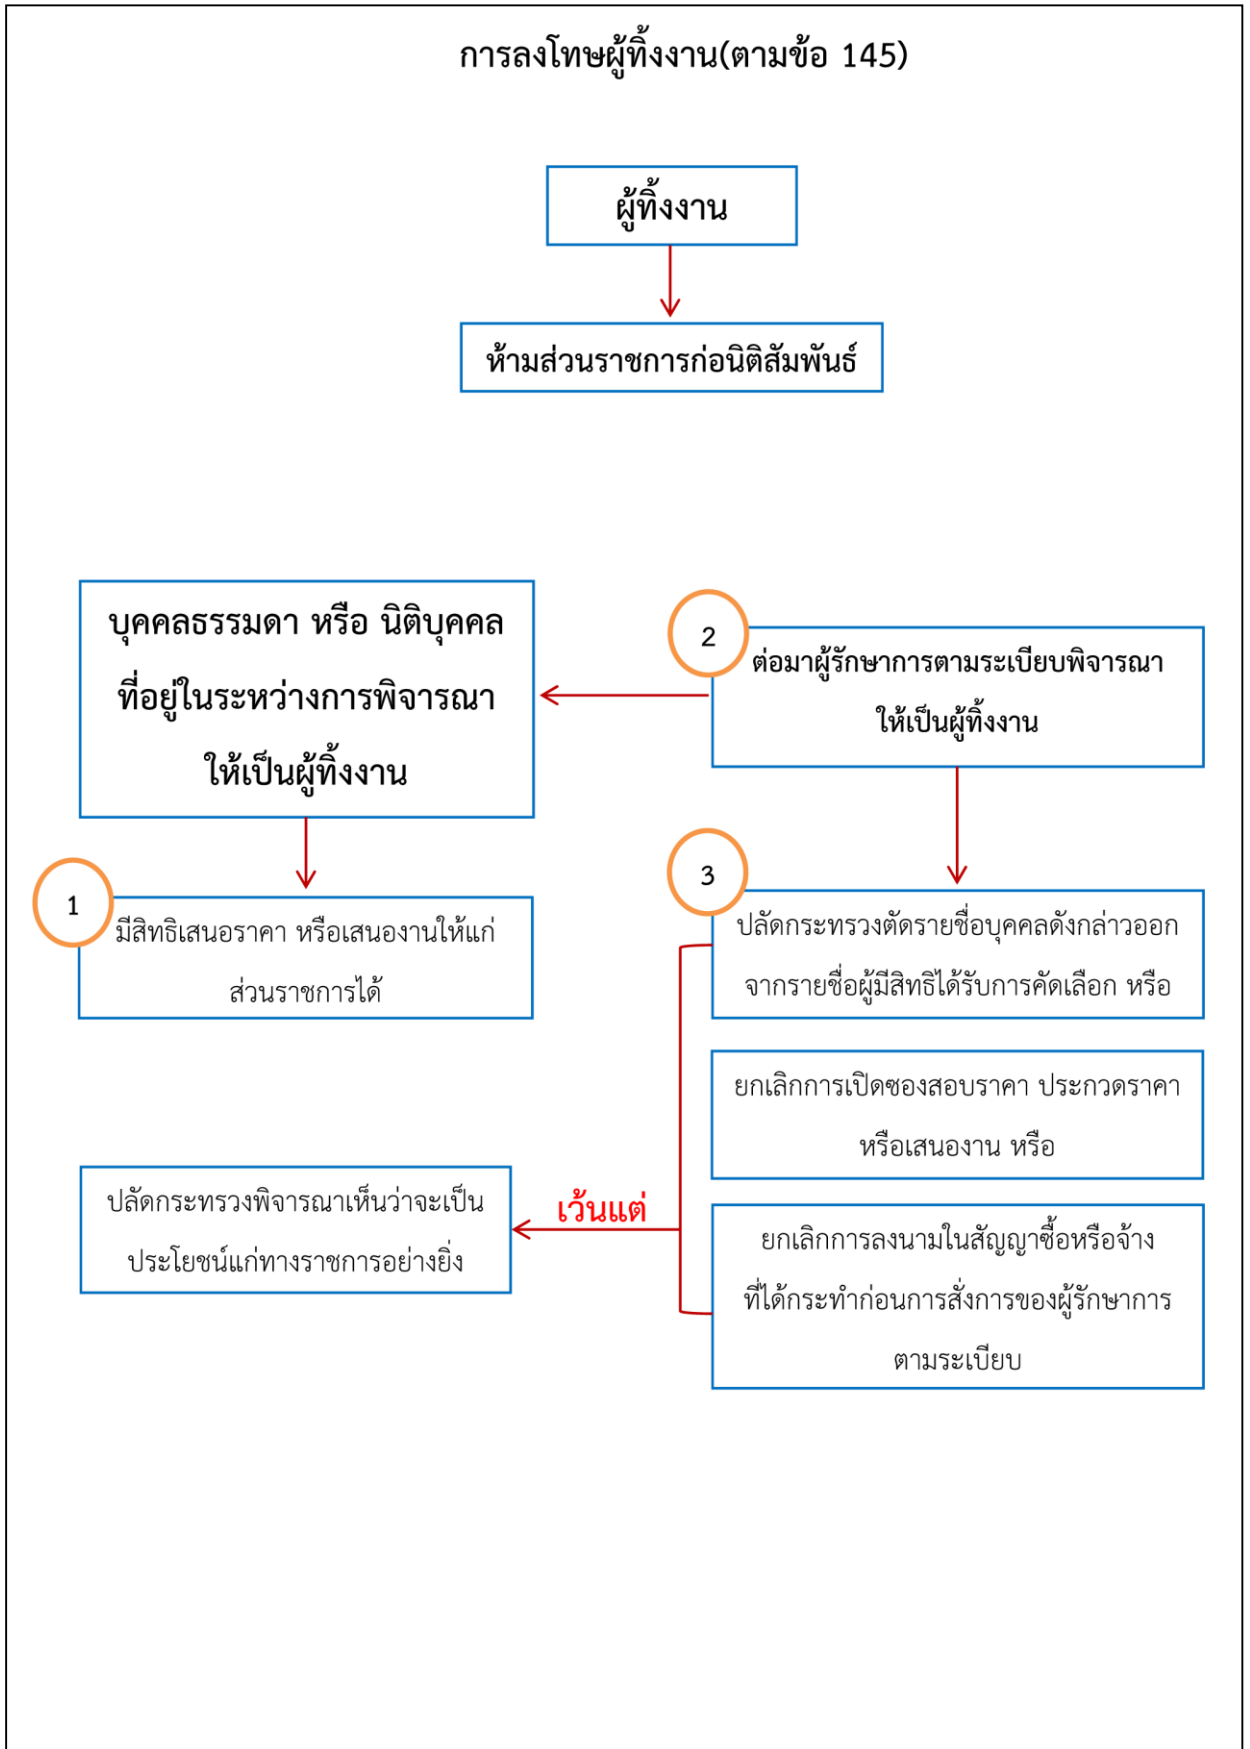 การลงโทษผู้ทิ้งงาน(ตามข้อ 145)
ผู้ทิ้งงาน
ห้ามส่วนราชการก่อนิติสัมพันธ์
บุคคลธรรมดา หรือ นิติบุคคล
ที่อยู่ในระหว่างการพิจารณา
ให้เป็นผู้ทิ้งงาน
2
ต่อมาผู้รักษาการตามระเบียบพิจารณา
ให้เป็นผู้ทิ้งงาน
1
มีสิทธิเสนอราคา หรือเสนองานให้แก่
ส่วนราชการได้
3
ปลัดกระทรวงตัดรายชื่อบุคคลดังกล่าวออก
จากรายชื่อผู้มีสิทธิได้รับการคัดเลือก หรือ
ยกเลิกการเปิดซองสอบราคา ประกวดราคา
หรือเสนองาน หรือ
ปลัดกระทรวงพิจารณาเห็นว่าจะเป็น
ประโยชน์แก่ทางราชการอย่างยิ่ง
เว้นแต่
ยกเลิกการลงนามในสัญญาซื้อหรือจ้าง
ที่ได้กระทำก่อนการสั่งการของผู้รักษาการ
ตามระเบียบ